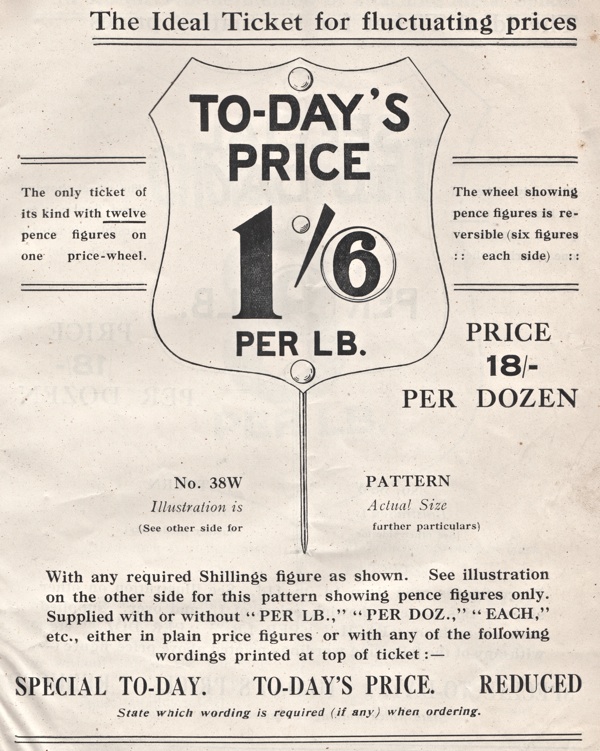 The Ideal Ticket for fluctuating prices
TO-DAY'S
PRICE
1/6
PER LB.
The only ticket of
its kind with twelve
pence figures on
one price-wheel.
The wheel showing
pence figures is re-
versible (six figures
:: each side) ::
PRICE
18/-
PER DOZEN
No. 38W PATTERN
Illustration is Actual Size
(See other side for further particulars)
With any required Shillings figure as shown. See illustration
on the other side for this pattern showing pence figures only.
Supplied with or without "PER LB.," "PER DOZ.," "EACH,"
etc., either in plain price figures or with any of the following
wordings printed at top of ticket :—
SPECIAL TO-DAY. TO-DAY'S PRICE. REDUCED
State which wording is required (if any) when ordering.